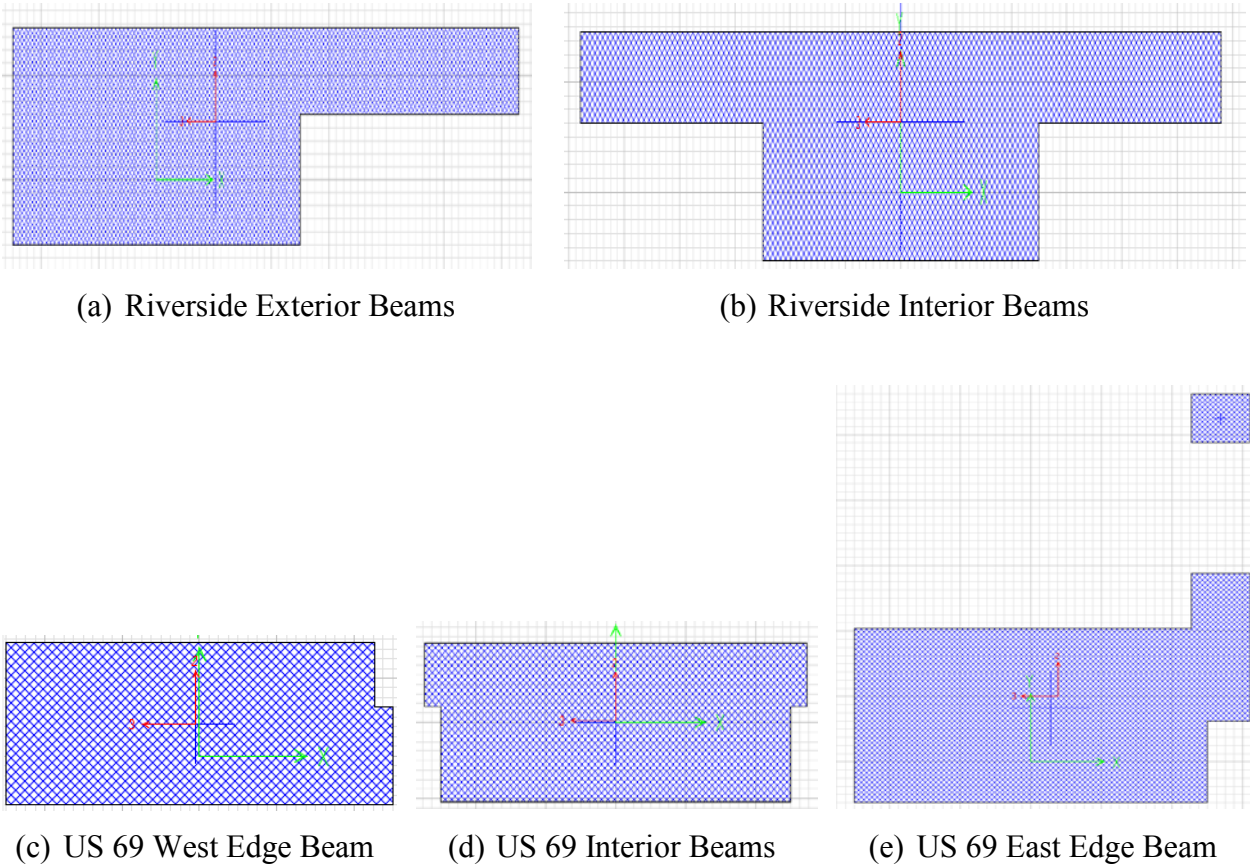 (a) Riverside Exterior Beams
(b) Riverside Interior Beams
(c) US 69 West Edge Beam
(d) US 69 Interior Beams
(e) US 69 East Edge Beam